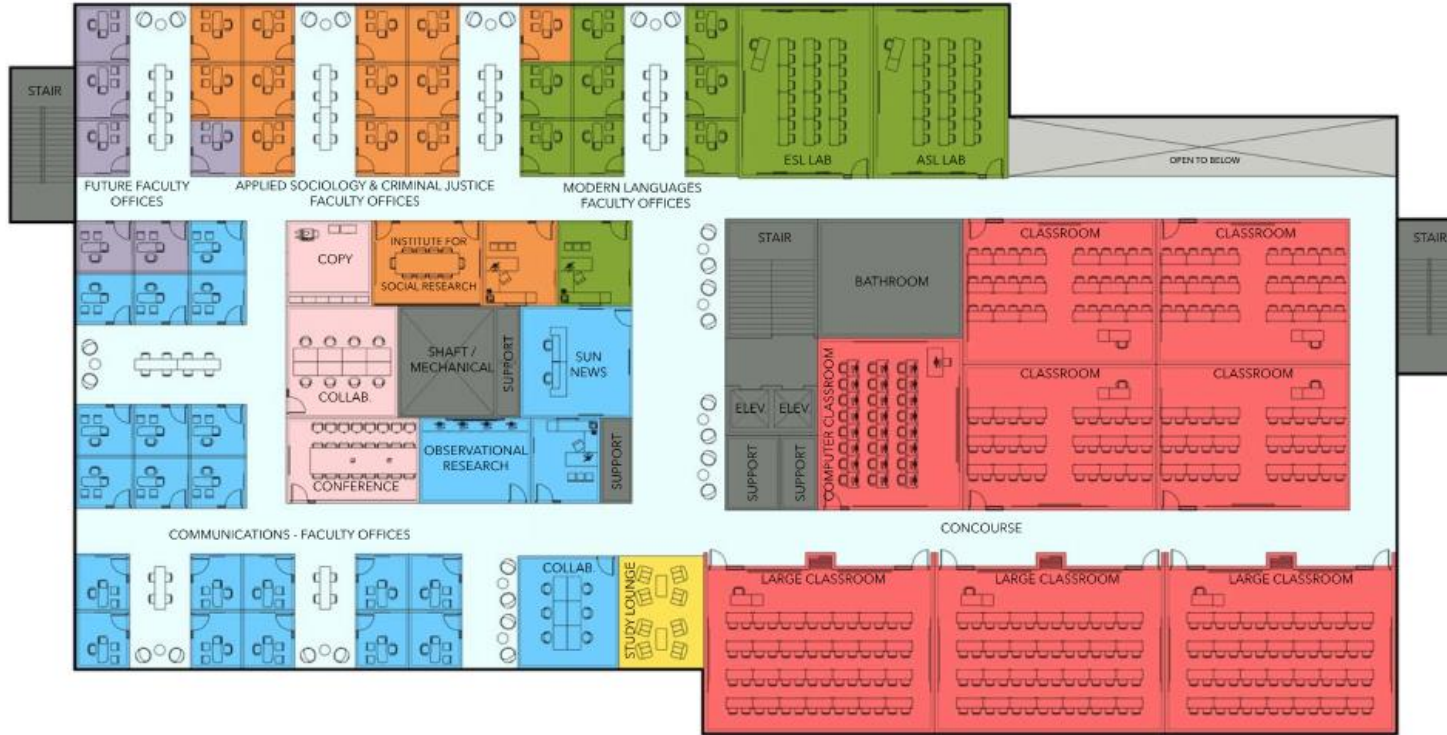 STAIR
ESL LAB
ASL LAB
OPEN TO BELOW
FUTURE FACULTY
OFFICES
APPLIED SOCIOLOGY & CRIMINAL JUSTICE
FACULTY OFFICES
MODERN LANGUAGES
FACULTY OFFICES
COPY
INSTITUTE FOR
SOCIAL RESEARCH
STAIR
BATHROOM
CLASSROOM
CLASSROOM
STAIR
SHAFT /
MECHANICAL
SUPPORT
SUN
NEWS
COLLAB.
CLASSROOM
CLASSROOM
ELEV.
ELEV.
COMPUTER CLASSROOM
OBSERVATIONAL
RESEARCH
CONFERENCE
SUPPORT
SUPPORT
SUPPORT
COMMUNICATIONS - FACULTY OFFICES
CONCOURSE
COLLAB.
STUDY LOUNGE
LARGE CLASSROOM
LARGE CLASSROOM
LARGE CLASSROOM